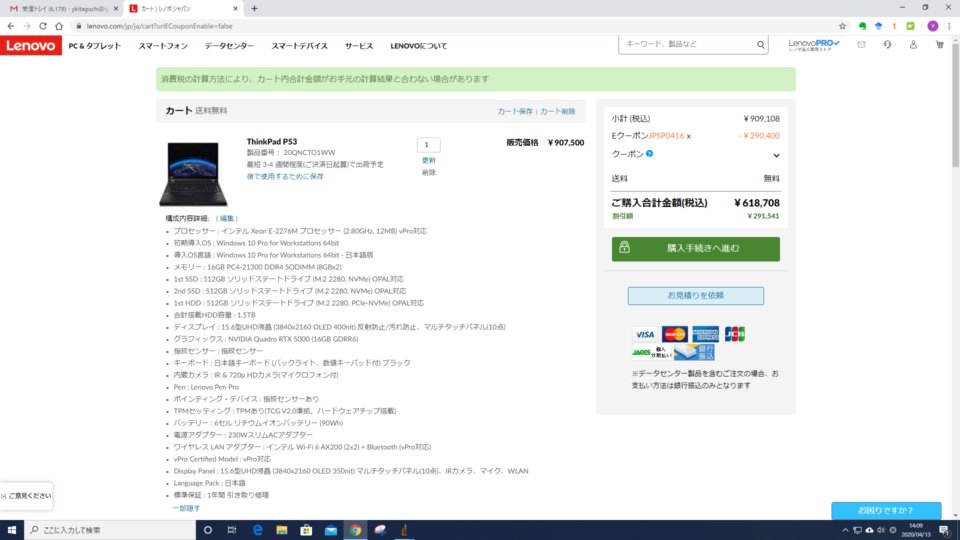 受信トレイ (6,179) - ykitaguchi@y
カート | レノボジャパン
lenovo.com/jp/ja/cart?urlECouponEnable=false
Lenovo
PC & タブレット スマートフォン データセンター スマートデバイス サービス LENOVOについて
キーワード、製品など
LenovoPRO
レノボ法人専用ストア
消費税の計算方法により、カート内合計金額がお手元の計算結果と合わない場合があります
カート 送料無料
カート保存 | カート削除
ThinkPad P53
製品番号： 20QNCTO1WW
最短 3-4 週間程度(ご決済日起算)で出荷予定
後で使用するために保存
1
更新
削除
販売価格 ￥907,500
構成内容詳細: ( 編集 )
プロセッサー : インテル Xeon E-2276M プロセッサー (2.80GHz, 12MB) vPro対応
初期導入OS : Windows 10 Pro for Workstations 64bit
導入OS言語 : Windows 10 Pro for Workstations 64bit - 日本語版
メモリー : 16GB PC4-21300 DDR4 SODIMM (8GBx2)
1st SSD : 512GB ソリッドステートドライブ (M.2 2280, NVMe) OPAL対応
2nd SSD : 512GB ソリッドステートドライブ (M.2 2280, NVMe) OPAL対応
1st HDD : 512GB ソリッドステートドライブ (M.2 2280, PCIe-NVMe) OPAL対応
合計搭載HDD容量 : 1.5TB
ディスプレイ : 15.6型UHD液晶 (3840x2160 OLED 400nit) 反射防止/汚れ防止、マルチタッチパネル(10点)
グラフィックス : NVIDIA Quadro RTX 5000 (16GB GDRR6)
指紋センサー : 指紋センサー
キーボード : 日本語キーボード (バックライト、数値キーパッド付) ブラック
内蔵カメラ : IR & 720p HDカメラ(マイクロフォン付)
Pen : Lenovo Pen Pro
ポインティング・デバイス : 指紋センサーあり
TPMセッティング : TPMあり(TCG V2.0準拠、ハードウェアチップ搭載)
バッテリー : 6セル リチウムイオンバッテリー (90Wh)
電源アダプター : 230WスリムACアダプター
ワイヤレス LAN アダプター : インテル Wi-Fi 6 AX200 (2x2) + Bluetooth (vPro対応)
vPro Certified Model : vPro対応
Display Panel : 15.6型UHD液晶 (3840x2160 OLED 350nit) マルチタッチパネル(10点)、IRカメラ、マイク、WLAN
Language Pack : 日本語
標準保証 : 1年間 引き取り修理
一部隠す
小計 (税込) ￥909,108
EクーポンJPSP0416 x - ￥290,400
クーポン
送料 無料
ご購入合計金額(税込) ￥618,708
割引額 ￥291,541
購入手続きへ進む
お見積りを依頼
VISA
MasterCard
AMERICAN EXPRESS
JCB
JACCS
個人分割払い
銀行振込
※データセンター製品を含むご注文の場合、お
支払い方法は銀行振込のみとなります
[+] ご意見ください
お困りですか？
ここに入力して検索
14:09
2020/04/13